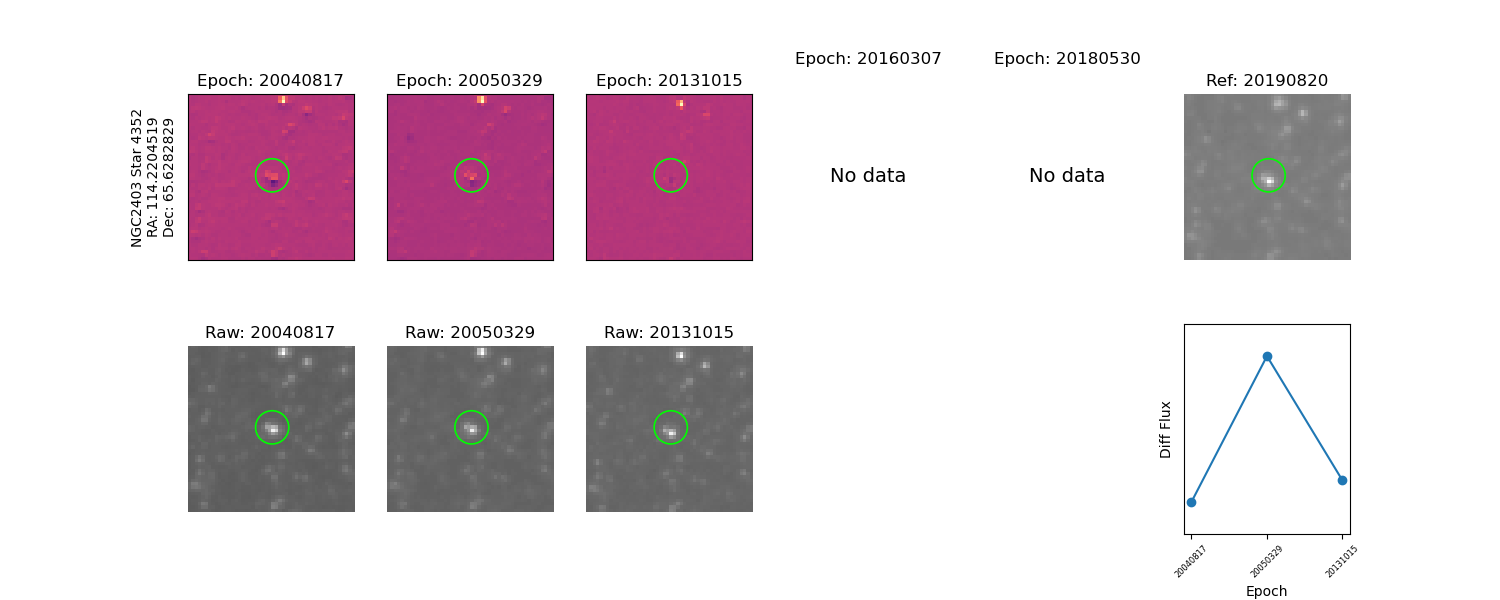 Epoch: 20040817
Epoch: 20050329
Epoch: 20131015
Epoch: 20160307
Epoch: 20180530
Ref: 20190820
NGC2403 Star 4352
RA: 114.2204519
Dec: 65.6282829
No data
No data
Raw: 20040817
Raw: 20050329
Raw: 20131015
Diff Flux
20040817
20050329
20131015
Epoch